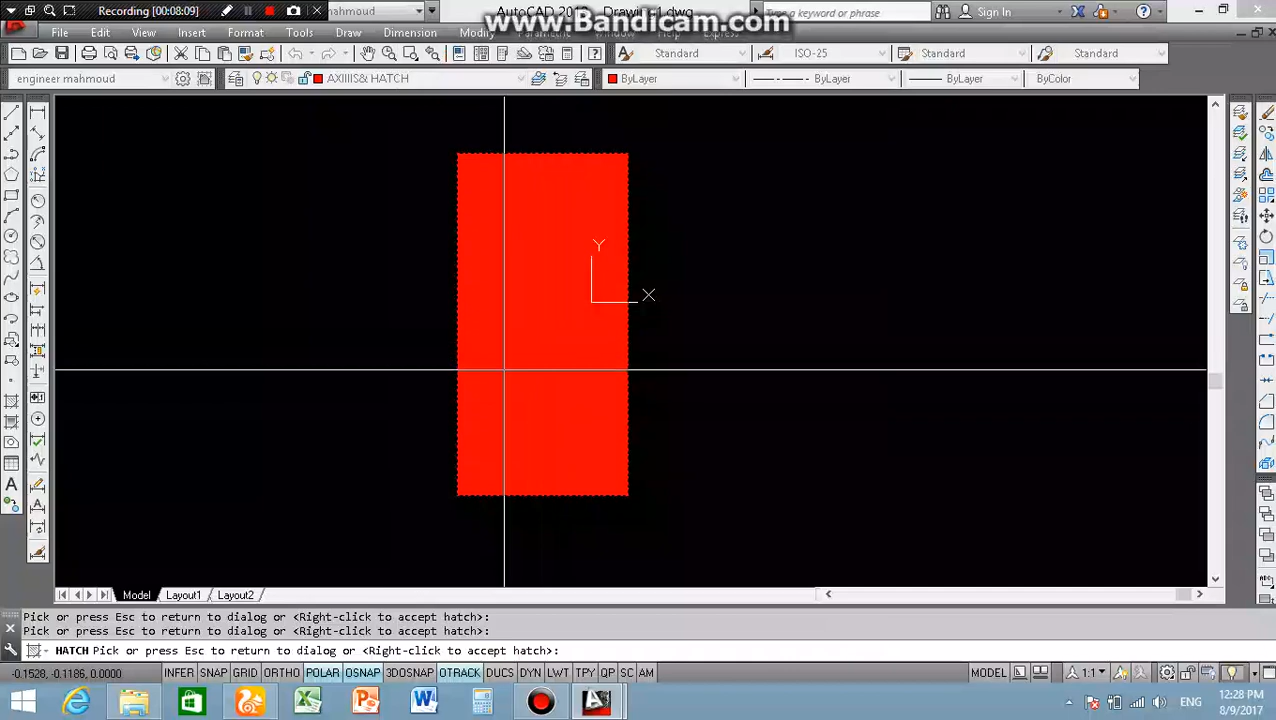 Recording [00:08:09]
mahmoud
AutoCAD 2013 Drawing1.dwg
www.Bandicam.com
Type a keyword or phrase
Sign In
File Edit View Insert Format Tools Draw Dimension Modify Parametric Window Help Express
Standard ISO-25 Standard Standard
engineer mahmoud
AXIIIS& HATCH
ByLayer ByLayer ByLayer ByColor
Y
X
Model Layout1 Layout2
Pick or press Esc to return to dialog or <Right-click to accept hatch>:
Pick or press Esc to return to dialog or <Right-click to accept hatch>:
HATCH Pick or press Esc to return to dialog or <Right-click to accept hatch>:
-0.1528, -0.1186, 0.0000 INFER SNAP GRID ORTHO POLAR OSNAP 3DOSNAP OTRACK DUCS DYN LWT TPY QP SC AM MODEL 1:1
ENG
12:28 PM
8/9/2017